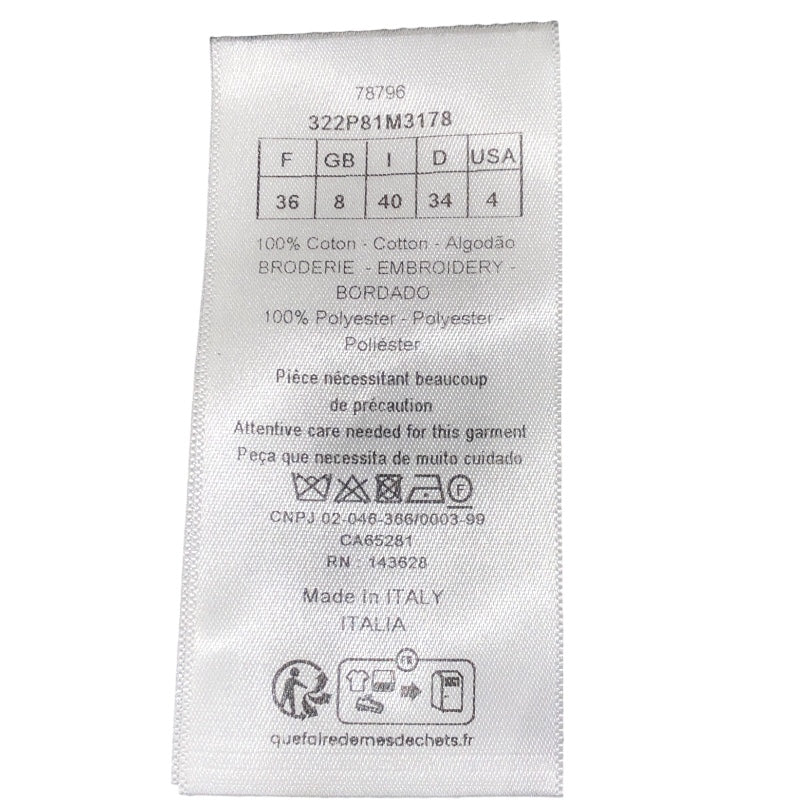 78796
322P81M3178
F GB I D USA
36 8 40 34 4
100% Coton - Cotton - Algodão
BRODERIE - EMBROIDERY -
BORDADO
100% Polyester - Polyester -
Poliéster
Pièce nécessitant beaucoup
de précaution
Attentive care needed for this garment
Peça que necessita de muito cuidado
F
CNPJ 02-046-366/0003-99
CA65281
RN : 143628
Made in ITALY
ITALIA
FR
quefairedemesdechets.fr